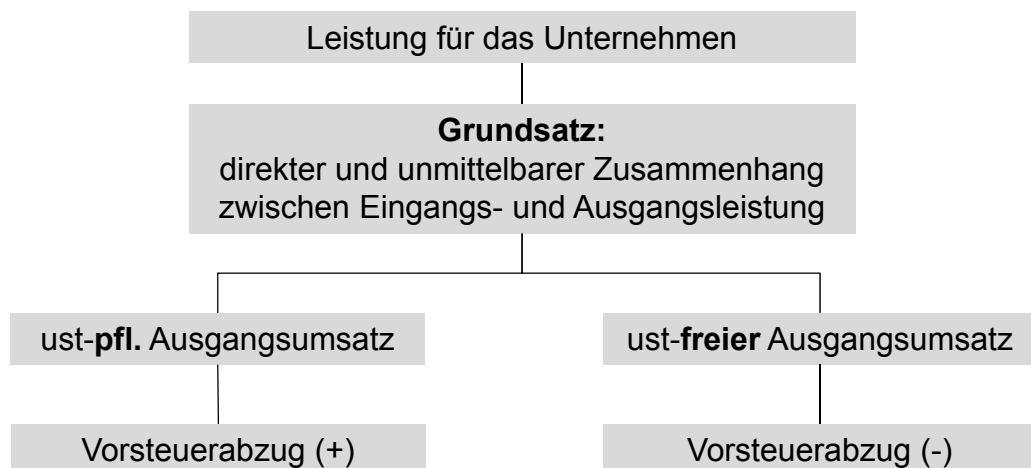 Leistung für das Unternehmen
Grundsatz:
direkter und unmittelbarer Zusammenhang
zwischen Eingangs- und Ausgangsleistung
ust-pfl. Ausgangsumsatz
ust-freier Ausgangsumsatz
Vorsteuerabzug (+)
Vorsteuerabzug (-)